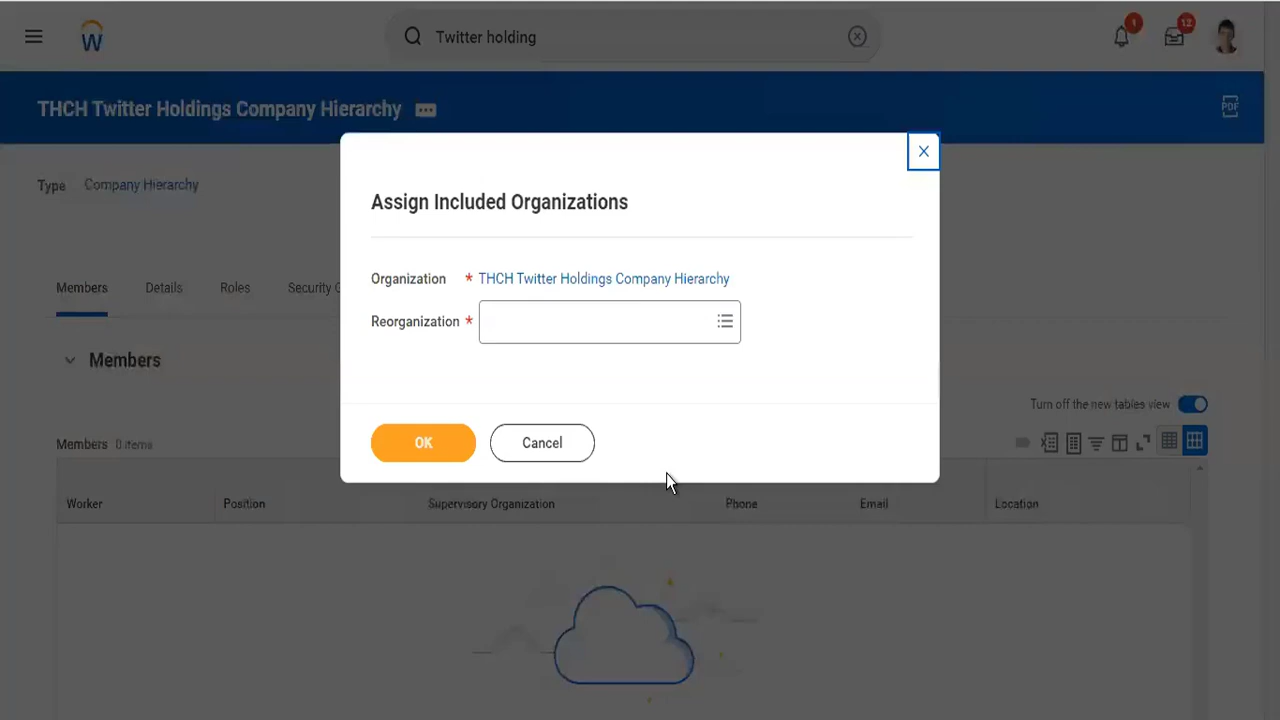 W
Twitter holding
1
12
THCH Twitter Holdings Company Hierarchy
PDF
Type Company Hierarchy
Assign Included Organizations
Organization * THCH Twitter Holdings Company Hierarchy
Reorganization *
OK Cancel
Members Details Roles Security
Members
Turn off the new tables view
Members 0 items
Worker Position Supervisory Organization Phone Email Location